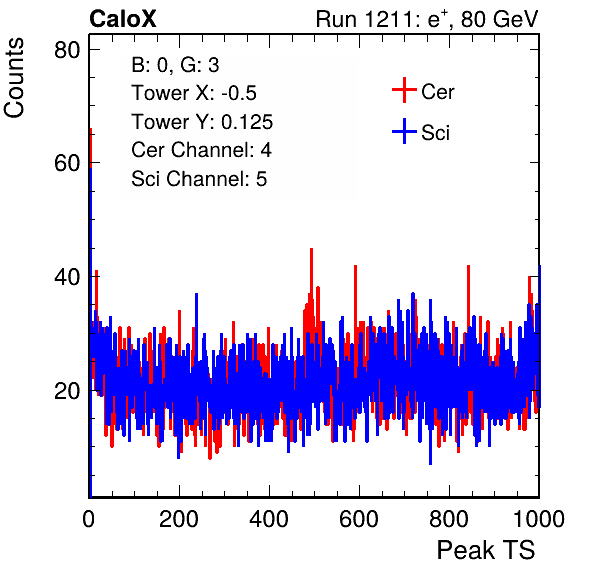 CaloX Run 1211: e⁺, 80 GeV
Counts
80
60
40
20
B: 0, G: 3
Tower X: -0.5
Tower Y: 0.125
Cer Channel: 4
Sci Channel: 5
Cer
Sci
0 200 400 600 800 1000
Peak TS